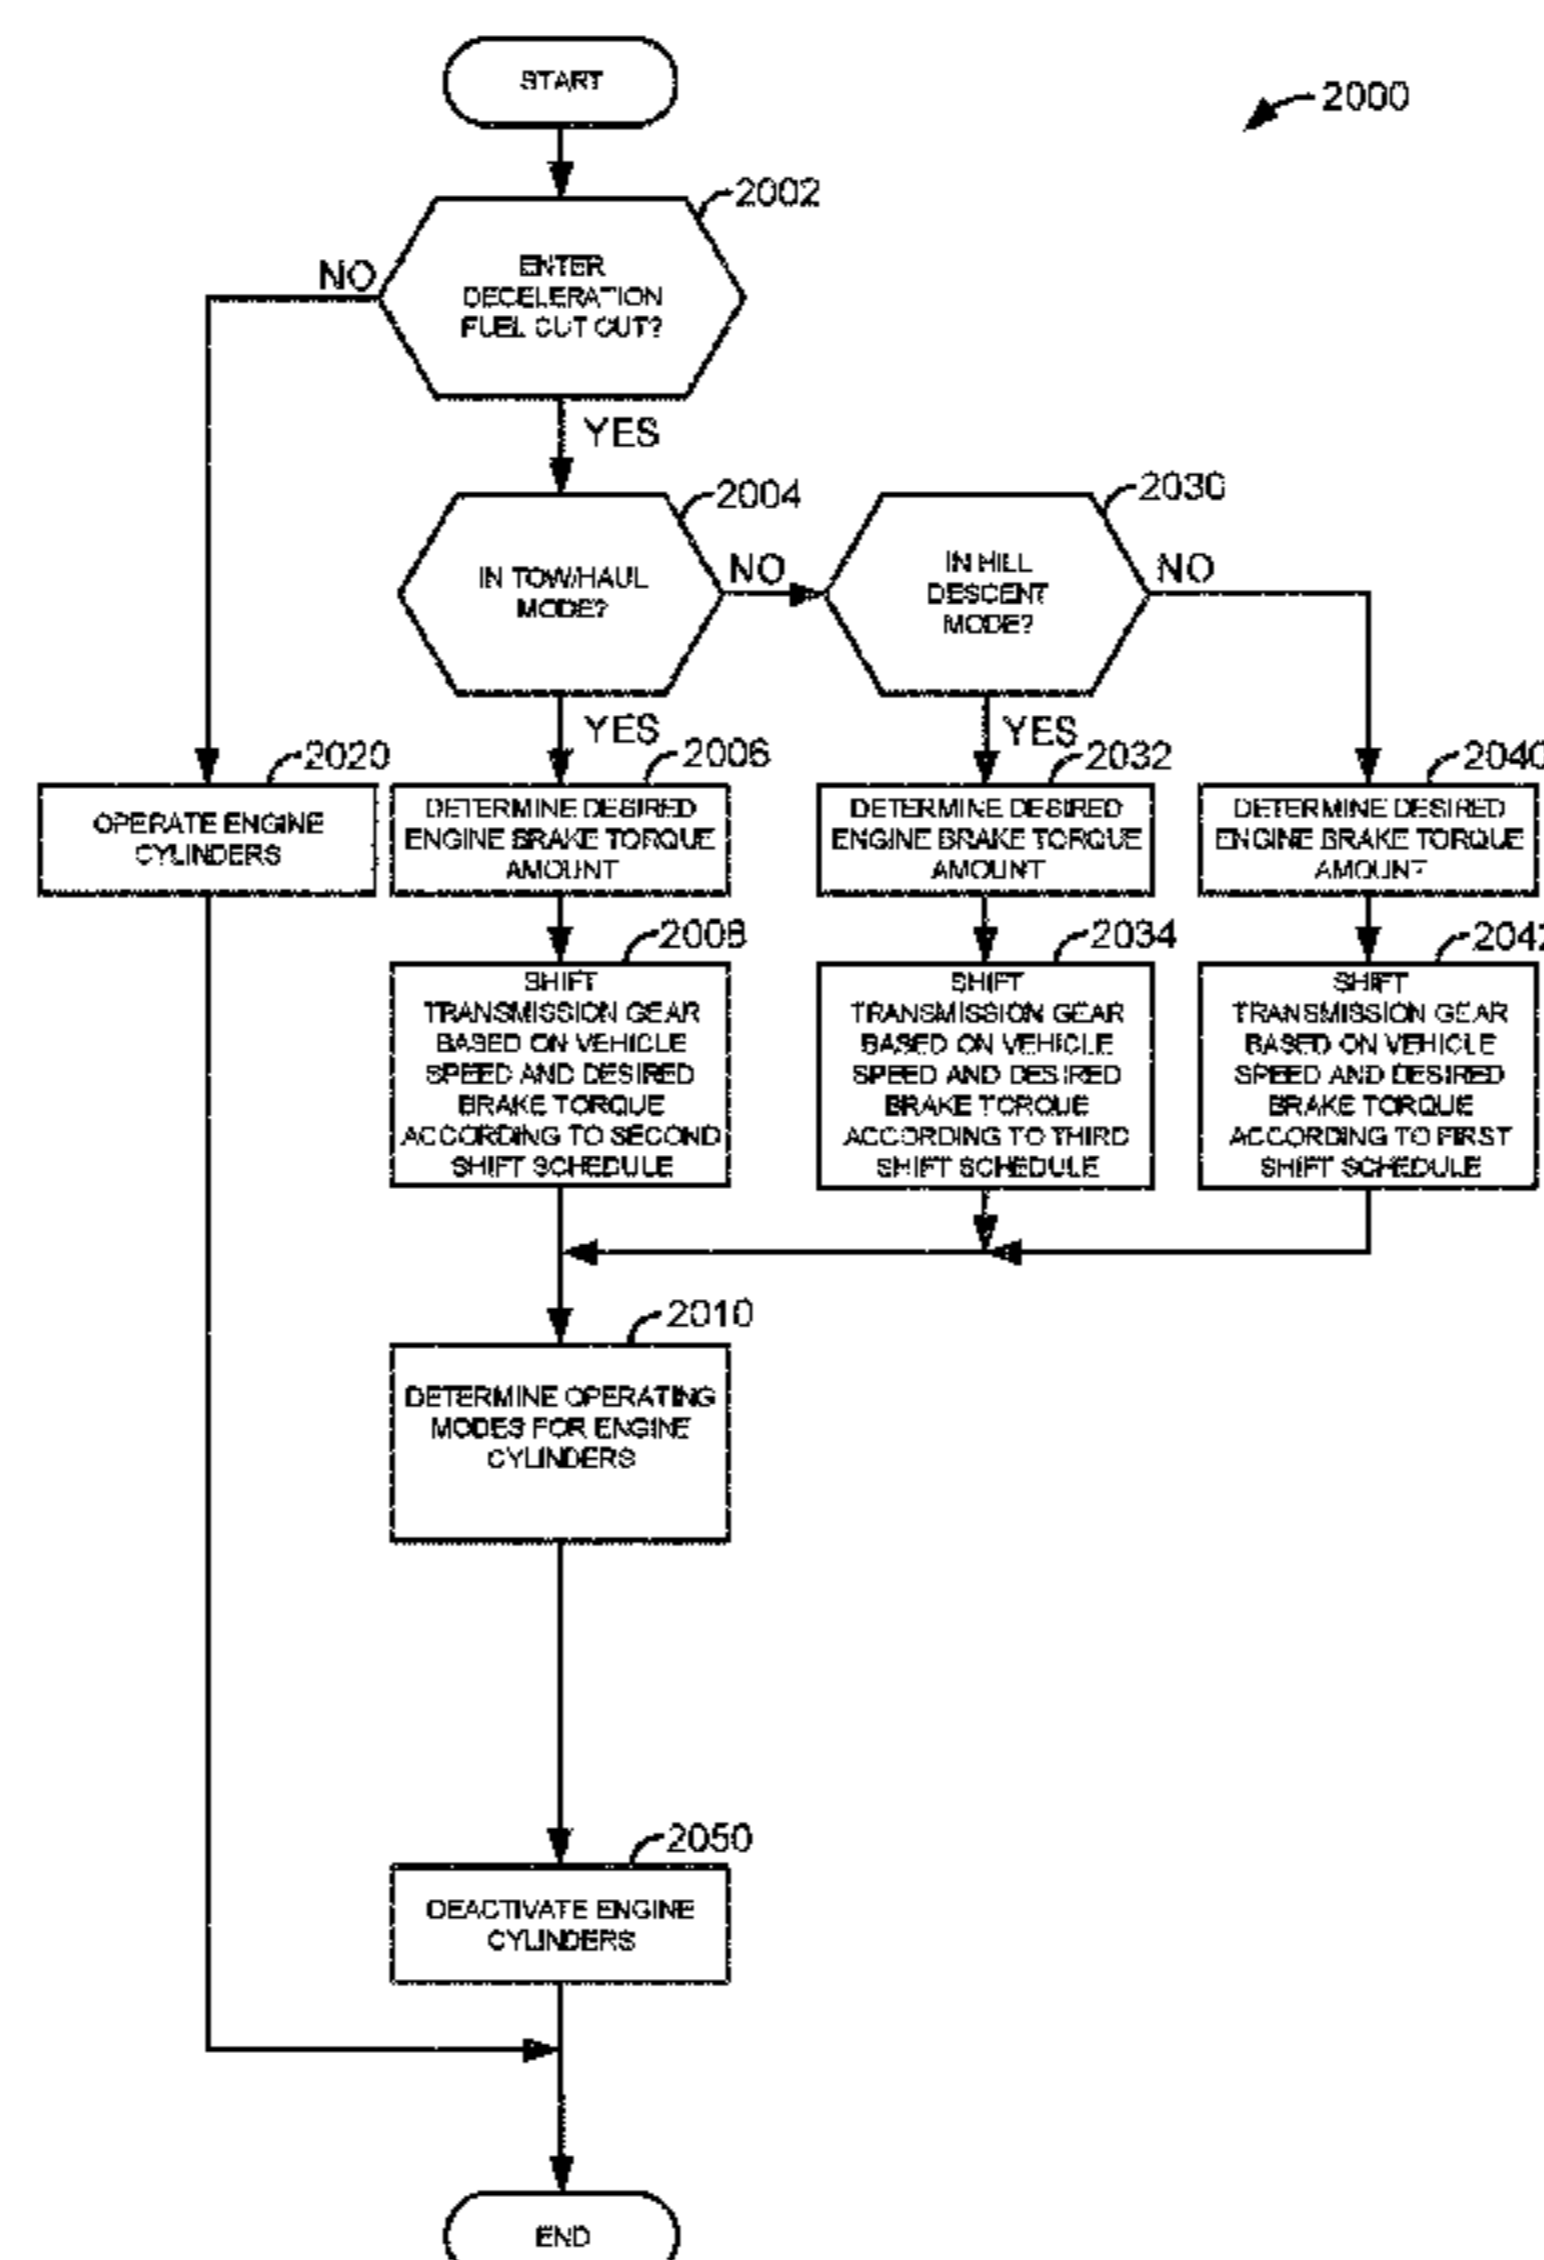 START
2000
2002
ENTER
DECELERATION
FUEL CUT OUT?
NO
YES
2004
IN TOW/HAUL
MODE?
NO
2030
IN HILL
DESCENT
MODE?
NO
YES
YES
2020
OPERATE ENGINE
CYLINDERS
2006
DETERMINE DESIRED
ENGINE BRAKE TORQUE
AMOUNT
2032
DETERMINE DESIRED
ENGINE BRAKE TORQUE
AMOUNT
2040
DETERMINE DESIRED
ENGINE BRAKE TORQUE
AMOUNT
2008
SHIFT
TRANSMISSION GEAR
BASED ON VEHICLE
SPEED AND DESIRED
BRAKE TORQUE
ACCORDING TO SECOND
SHIFT SCHEDULE
2034
SHIFT
TRANSMISSION GEAR
BASED ON VEHICLE
SPEED AND DESIRED
BRAKE TORQUE
ACCORDING TO THIRD
SHIFT SCHEDULE
2042
SHIFT
TRANSMISSION GEAR
BASED ON VEHICLE
SPEED AND DESIRED
BRAKE TORQUE
ACCORDING TO FIRST
SHIFT SCHEDULE
2010
DETERMINE OPERATING
MODES FOR ENGINE
CYLINDERS
2050
DEACTIVATE ENGINE
CYLINDERS
END